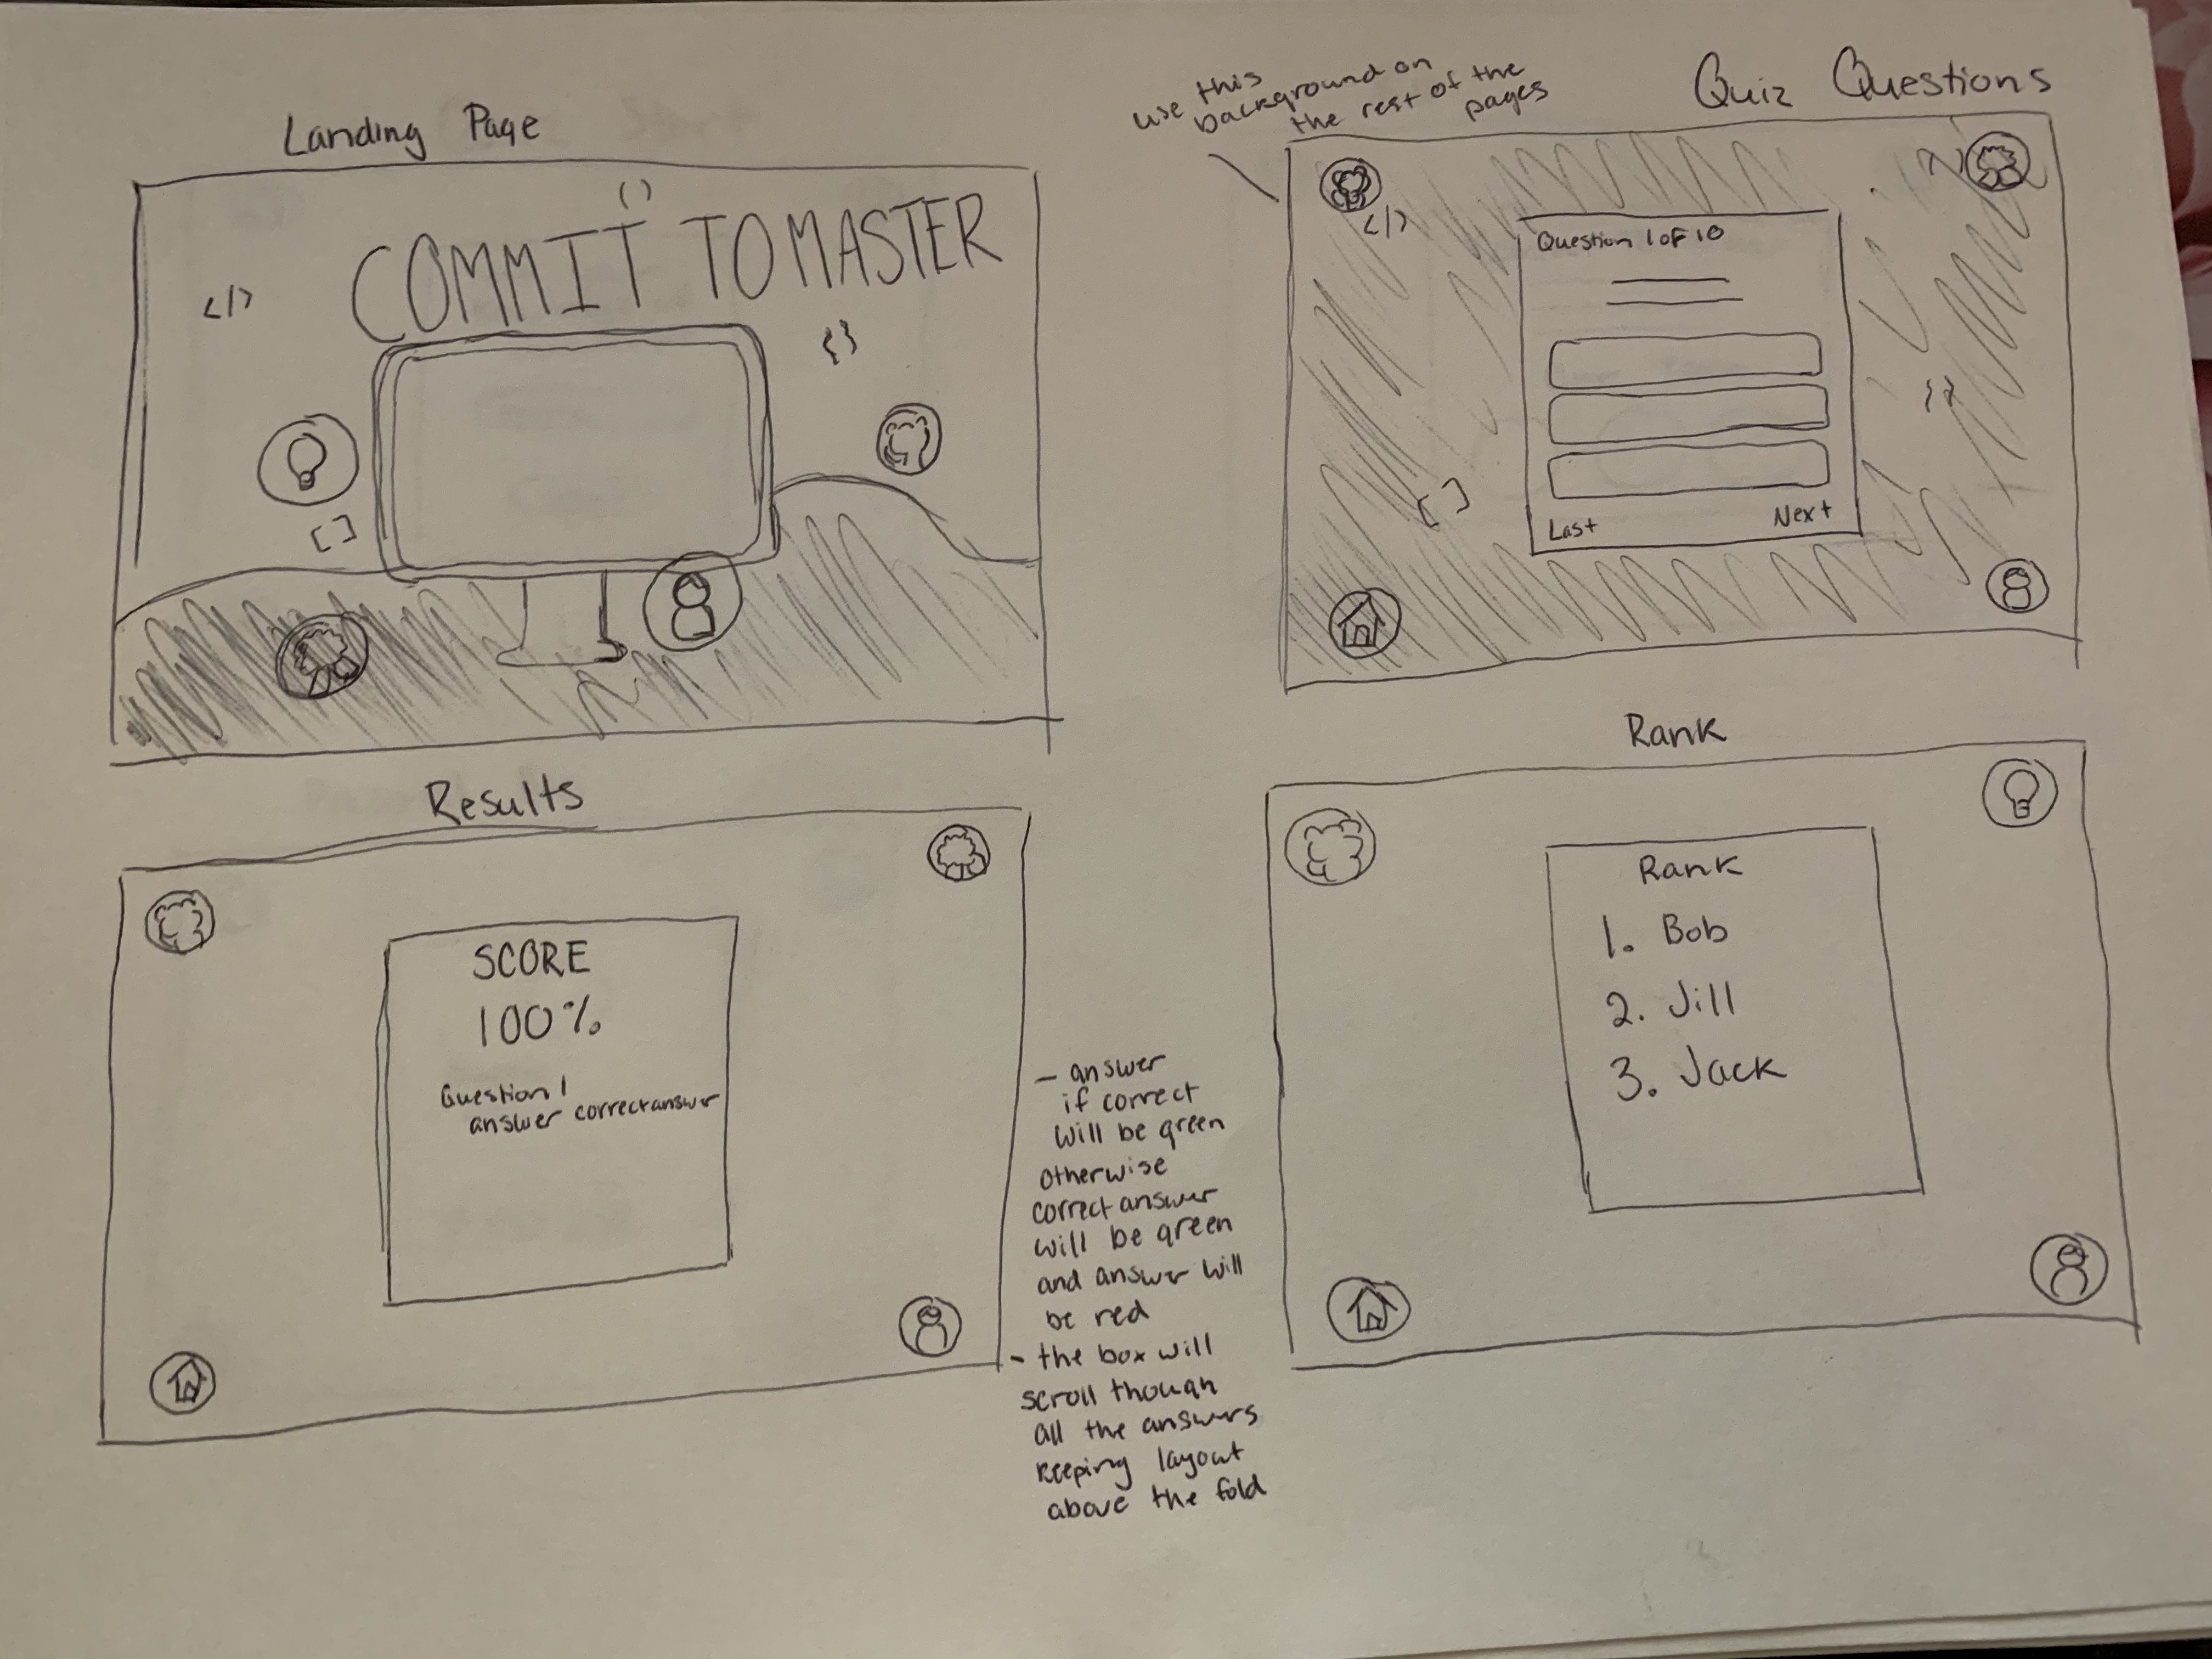 Landing Page
()
COMMIT TO MASTER
</>
{}
[]
use this
background on
the rest of the
pages
Quiz Questions
</>
Question 1 of 10
{}
[]
Last
Next
Results
SCORE
100%
Question 1
answer correct answer
- answer
if correct
will be green
otherwise
correct answer
will be green
and answer will
be red
- the box will
scroll though
all the answers
keeping layout
above the fold
Rank
Rank
1. Bob
2. Jill
3. Jack